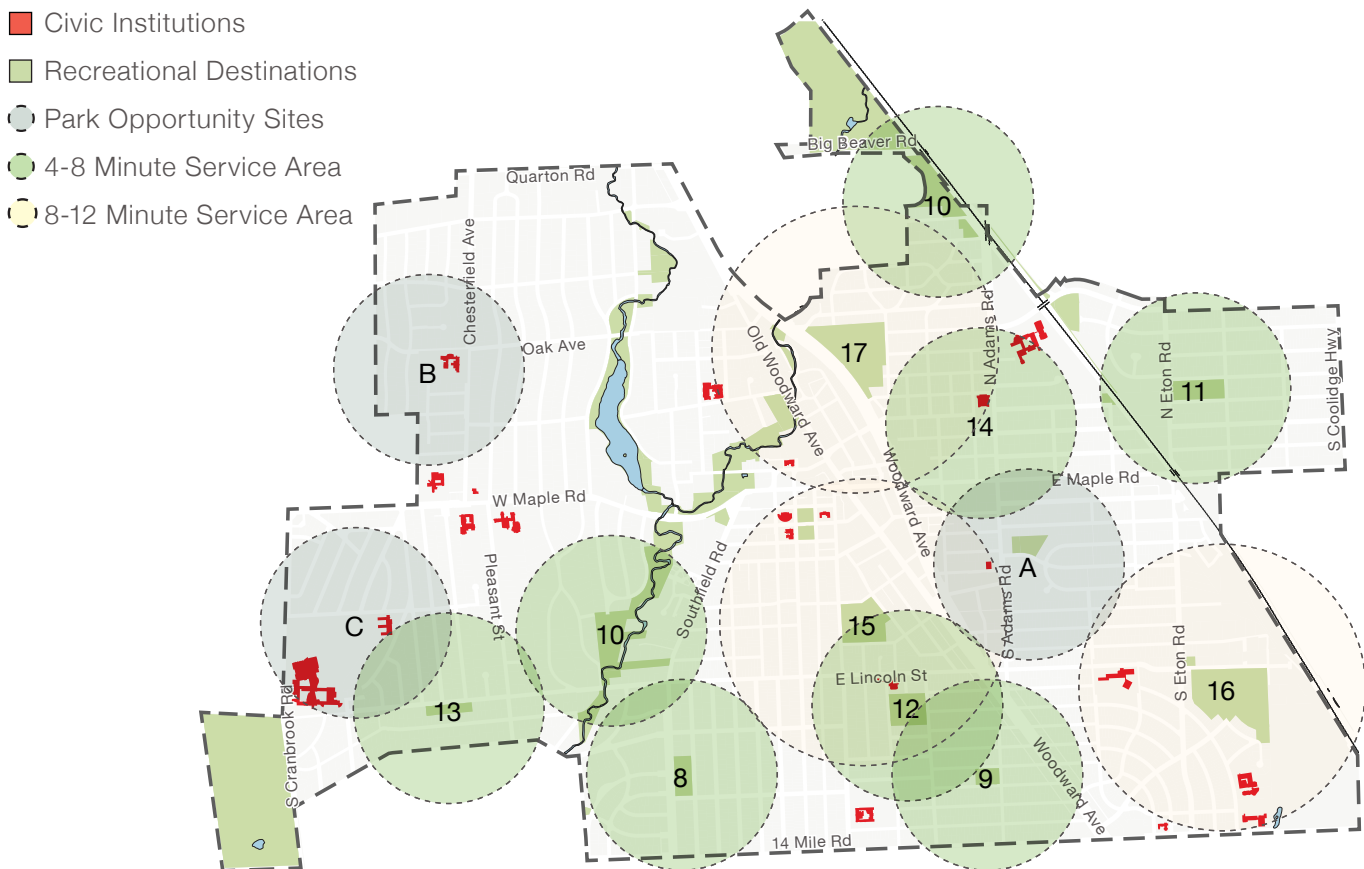 Civic Institutions
Recreational Destinations
Park Opportunity Sites
4-8 Minute Service Area
8-12 Minute Service Area
Big Beaver Rd
Quarton Rd
10
Chesterfield Ave
Oak Ave
Old Woodward Ave
17
N Adams Rd
N Eton Rd
S Coolidge Hwy
B
11
14
W Maple Rd
Woodward Ave
E Maple Rd
Pleasant St
Southfield Rd
A
S Adams Rd
C
10
15
S Eton Rd
E Lincoln St
16
S Cranbrook Rd
13
12
8
9
Woodward Ave
14 Mile Rd